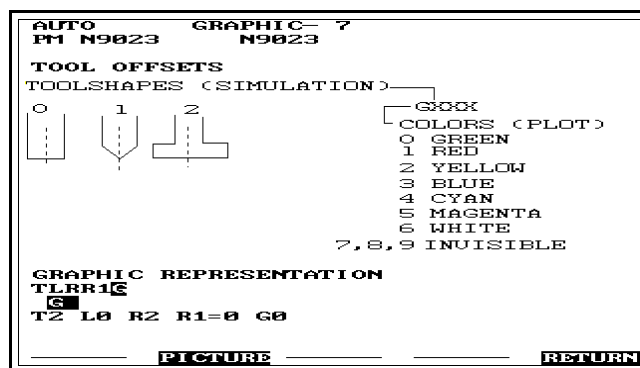 AUTO GRAPHIC- 7
PM N9023 N9023
TOOL OFFSETS
TOOLSHAPES (SIMULATION)
GXXX
0 1 2
COLORS (PLOT)
0 GREEN
1 RED
2 YELLOW
3 BLUE
4 CYAN
5 MAGENTA
6 WHITE
7,8,9 INVISIBLE
GRAPHIC REPRESENTATION
TLRR1G
G
T2 L0 R2 R1=0 G0
PICTURE RETURN